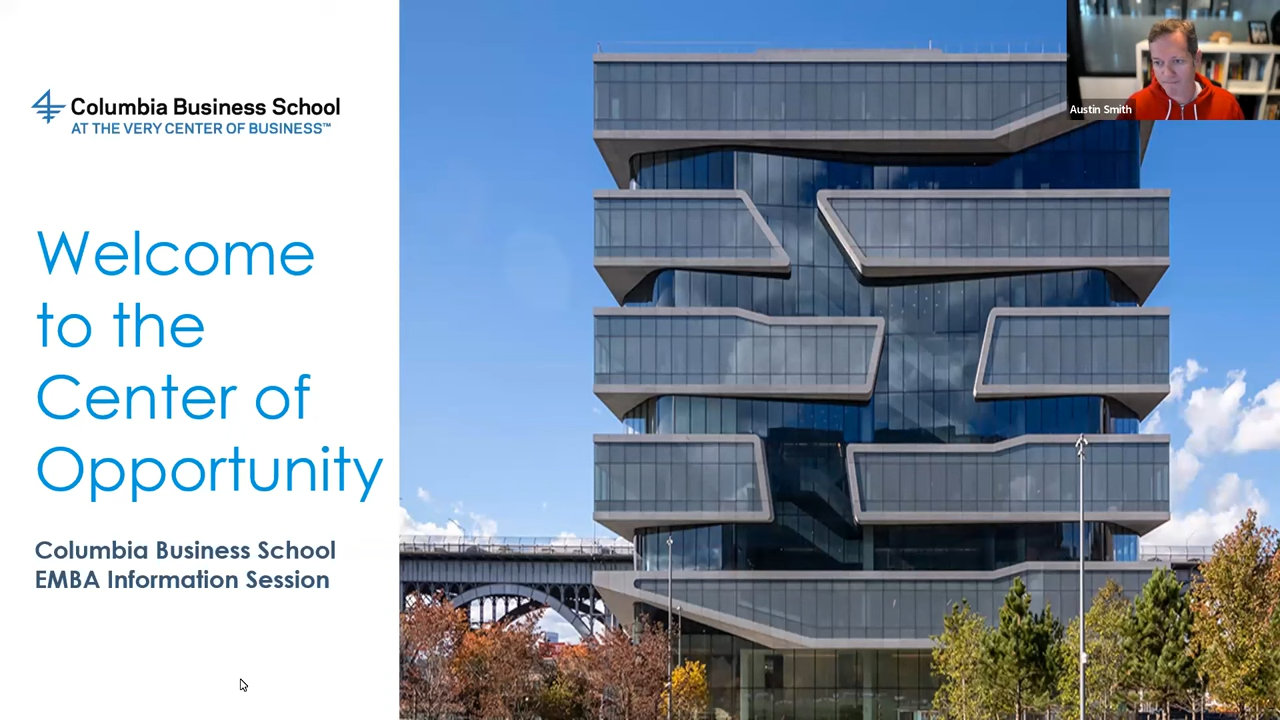 Columbia Business School
AT THE VERY CENTER OF BUSINESS™
Welcome
to the
Center of
Opportunity
Columbia Business School
EMBA Information Session
Austin Smith